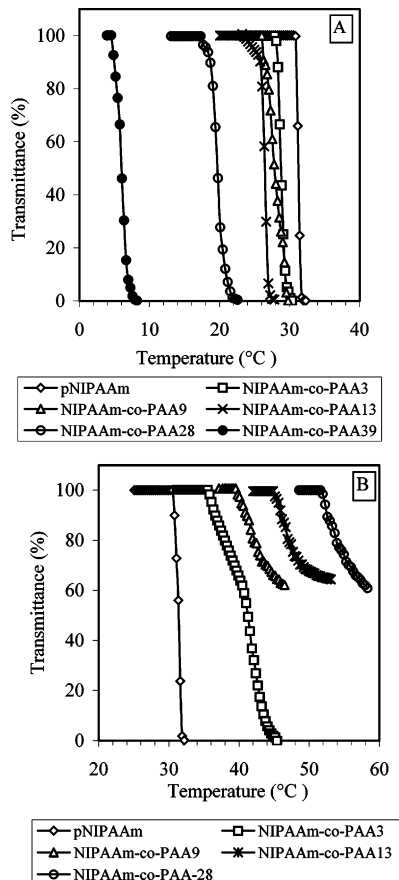 A
100
80
60
40
20
0
Transmittance (%)
0 10 20 30 40
Temperature (°C )
pNIPAAm NIPAAm-co-PAA3
NIPAAm-co-PAA9 NIPAAm-co-PAA13
NIPAAm-co-PAA28 NIPAAm-co-PAA39
B
100
80
60
40
20
0
Transmittance (%)
20 30 40 50 60
Temperature (°C )
pNIPAAm NIPAAm-co-PAA3
NIPAAm-co-PAA9 NIPAAm-co-PAA13
NIPAAm-co-PAA-28